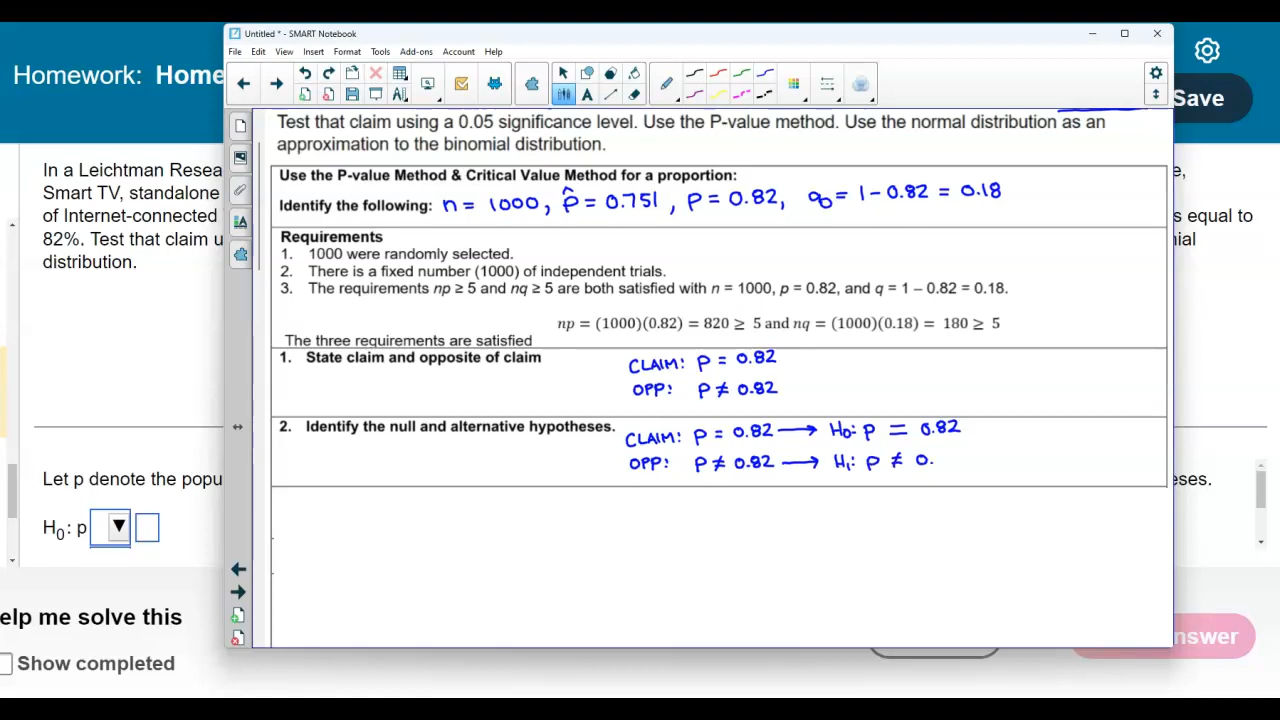 Untitled * - SMART Notebook
File Edit View Insert Format Tools Add-ons Account Help
Homework: Home
Save
In a Leichtman Resea
Smart TV, standalone
of Internet-connected
82%. Test that claim u
distribution.
s equal to
nial
Test that claim using a 0.05 significance level. Use the P-value method. Use the normal distribution as an
approximation to the binomial distribution.
Use the P-value Method & Critical Value Method for a proportion:
Identify the following: n = 1000, p̂ = 0.751, p = 0.82, q = 1 - 0.82 = 0.18
Requirements
1. 1000 were randomly selected.
2. There is a fixed number (1000) of independent trials.
3. The requirements np ≥ 5 and nq ≥ 5 are both satisfied with n = 1000, p = 0.82, and q = 1 – 0.82 = 0.18.
np = (1000)(0.82) = 820 ≥ 5 and nq = (1000)(0.18) = 180 ≥ 5
The three requirements are satisfied
1. State claim and opposite of claim
CLAIM: p = 0.82
OPP: p ≠ 0.82
2. Identify the null and alternative hypotheses.
CLAIM: p = 0.82 → H₀: p = 0.82
OPP: p ≠ 0.82 → H₁: p ≠ 0.
Let p denote the popu
eses.
H₀: p
elp me solve this
Show completed
nswer